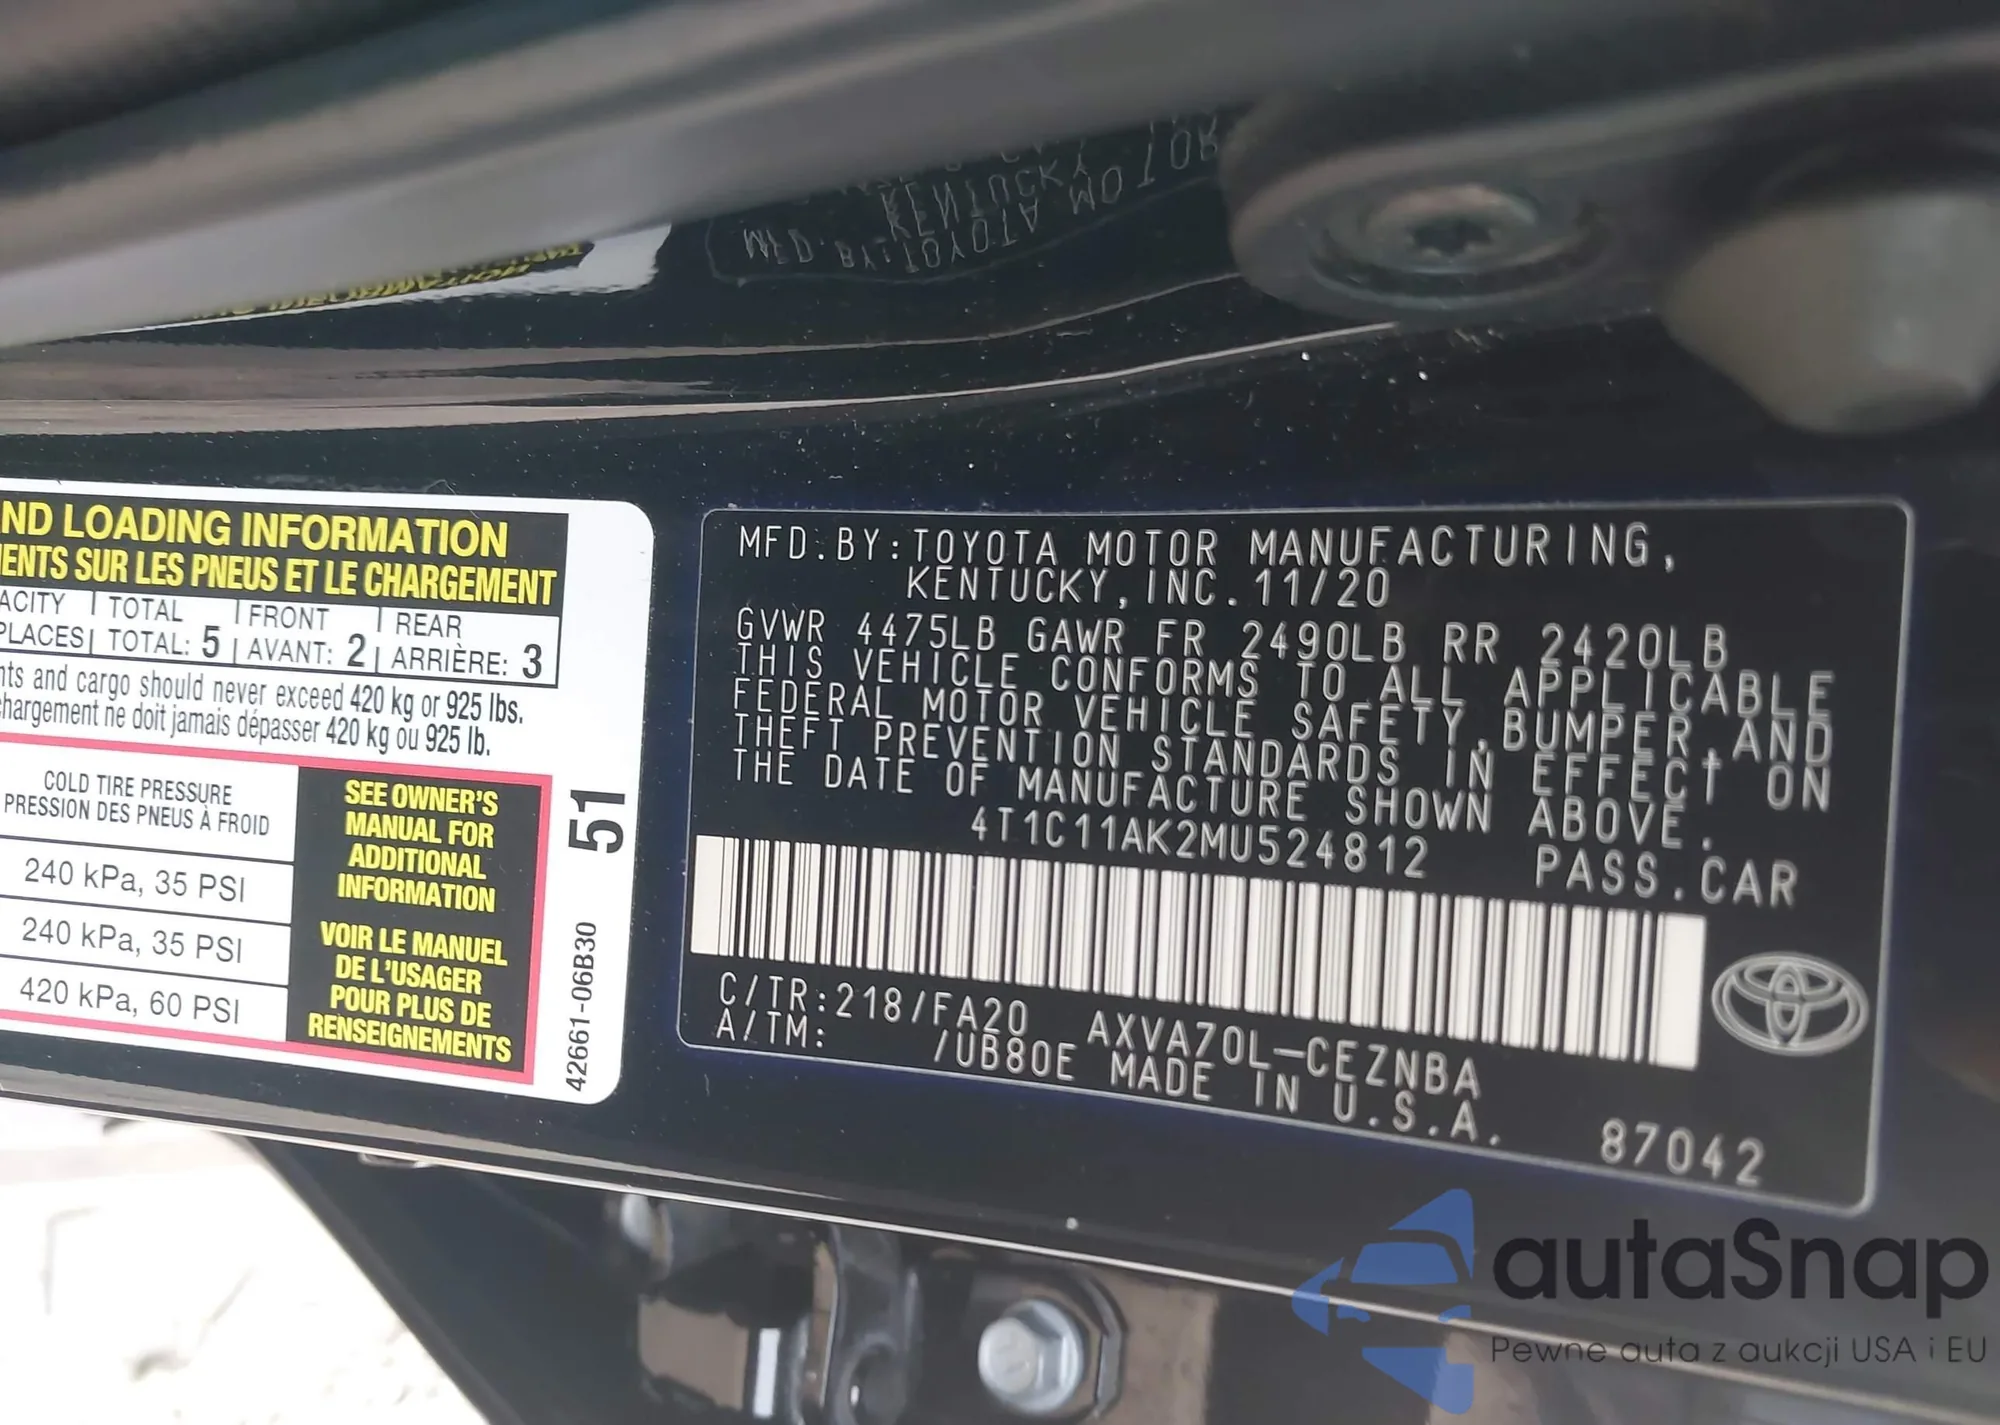 ND LOADING INFORMATION
ENTS SUR LES PNEUS ET LE CHARGEMENT
ACITY | TOTAL | FRONT | REAR
PLACES | TOTAL: 5 | AVANT: 2 | ARRIÈRE: 3
nts and cargo should never exceed 420 kg or 925 lbs.
chargement ne doit jamais dépasser 420 kg ou 925 lb.
COLD TIRE PRESSURE
PRESSION DES PNEUS À FROID
240 kPa, 35 PSI
240 kPa, 35 PSI
420 kPa, 60 PSI
SEE OWNER'S
MANUAL FOR
ADDITIONAL
INFORMATION
VOIR LE MANUEL
DE L'USAGER
POUR PLUS DE
RENSEIGNEMENTS
51
42661-06B30
MFD.BY:TOYOTA MOTOR MANUFACTURING,
KENTUCKY,INC.11/20
GVWR 4475LB GAWR FR 2490LB RR 2420LB
THIS VEHICLE CONFORMS TO ALL APPLICABLE
FEDERAL MOTOR VEHICLE SAFETY,BUMPER,AND
THEFT PREVENTION STANDARDS IN EFFECT ON
THE DATE OF MANUFACTURE SHOWN ABOVE.
4T1C11AK2MU524812 PASS.CAR
C/TR:218/FA20 AXVA70L-CEZNBA
A/TM: /UB80E MADE IN U.S.A.
87042
autaSnap
Pewne auta z aukcji USA i EU